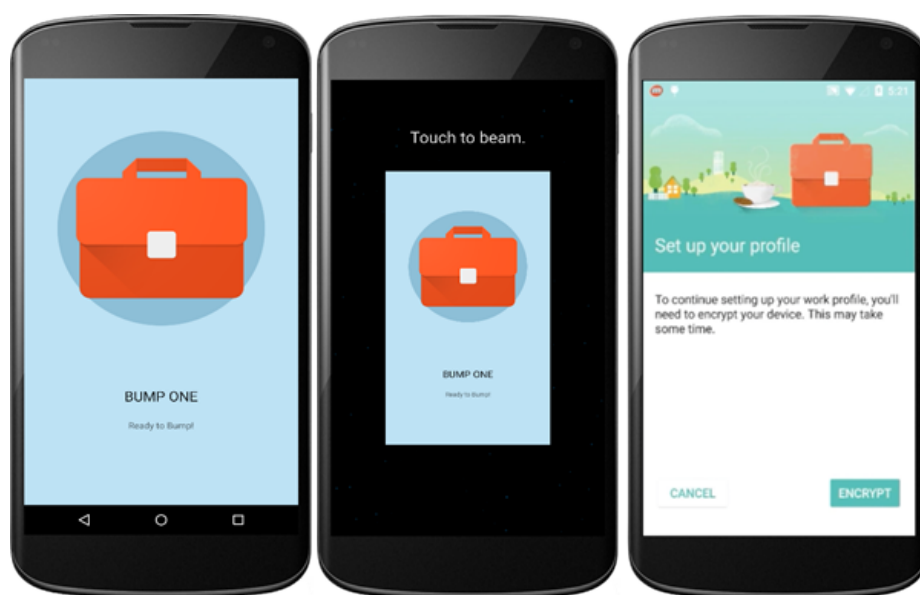 BUMP ONE
Ready to Bump!
Touch to beam.
BUMP ONE
Ready to Bump!
5:21
Set up your profile
To continue setting up your work profile, you'll
need to encrypt your device. This may take
some time.
CANCEL
ENCRYPT